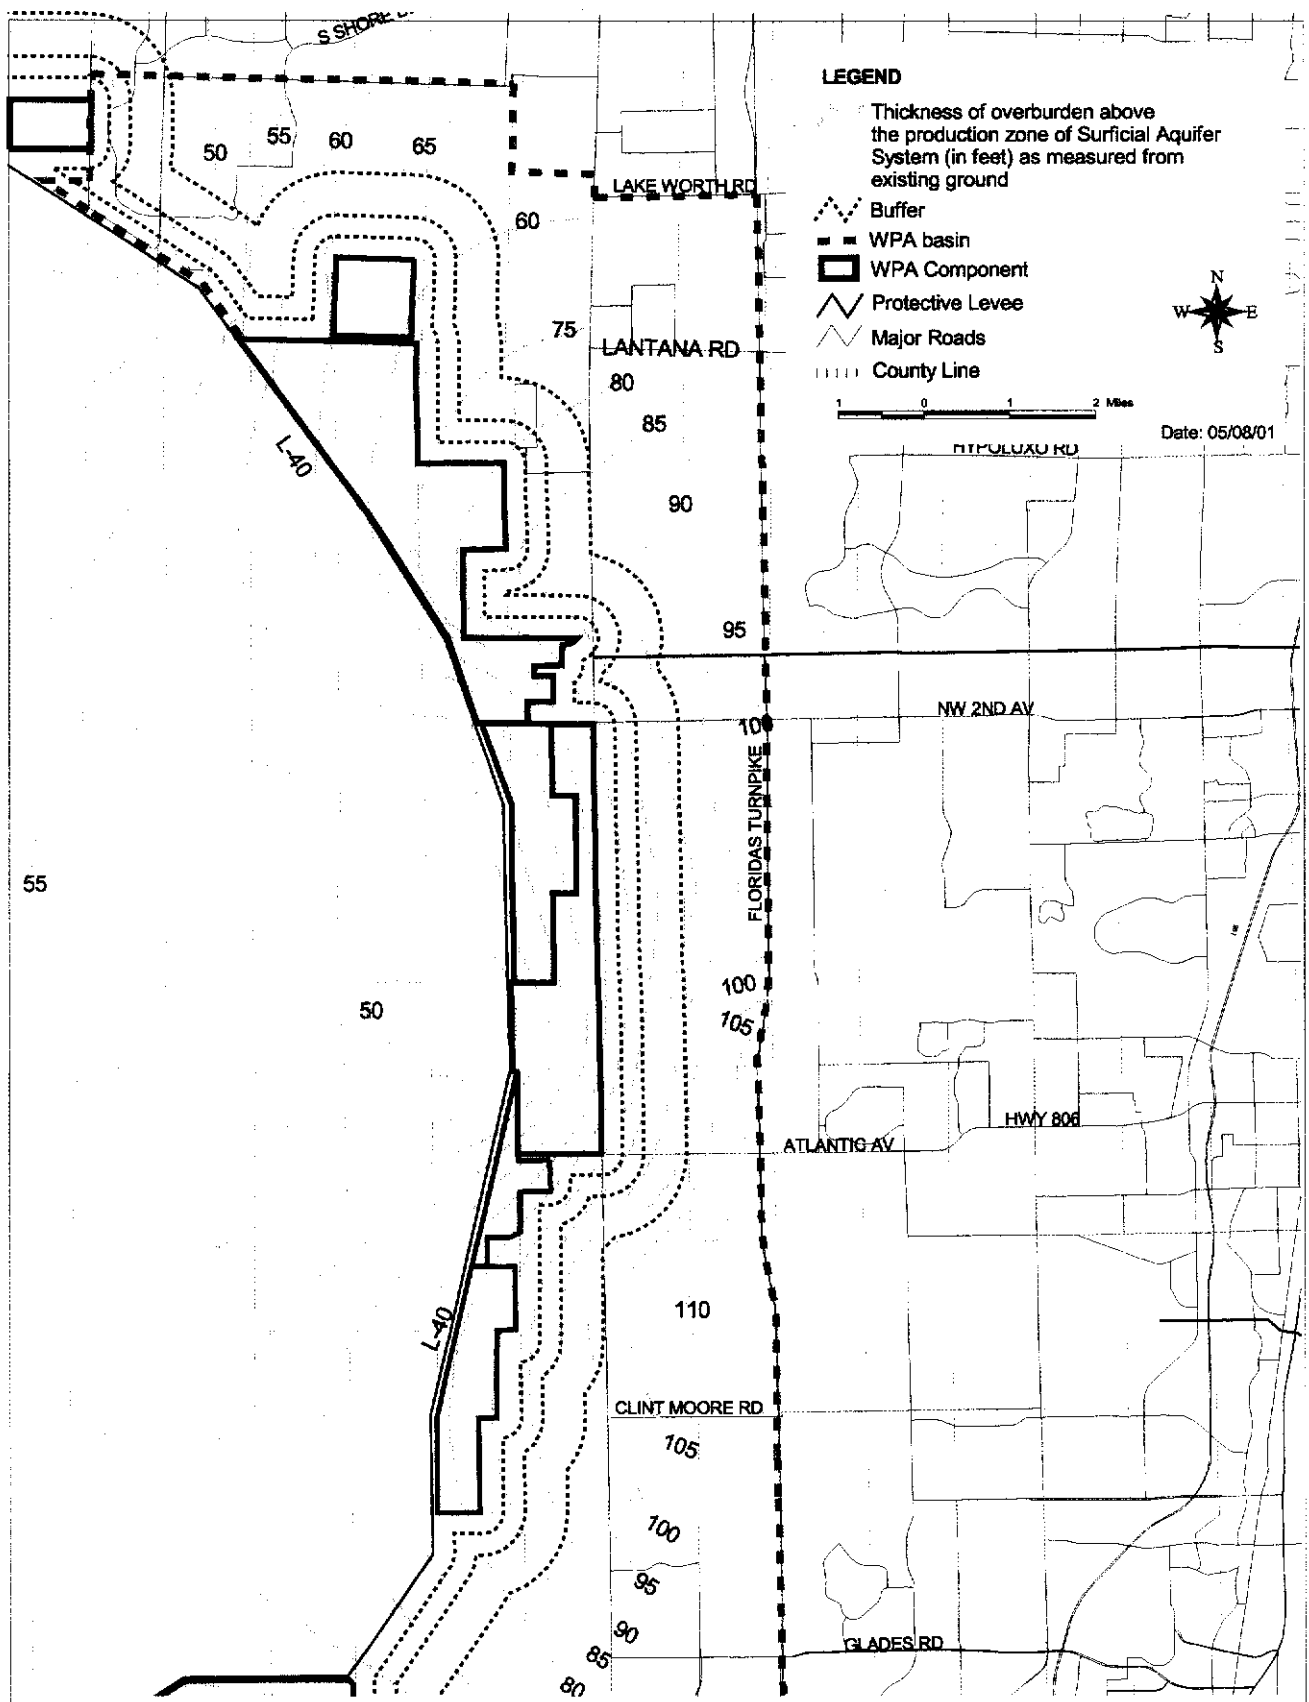 S SHORE
LEGEND
Thickness of overburden above
the production zone of Surficial Aquifer
System (in feet) as measured from
existing ground
Buffer
WPA basin
WPA Component
Protective Levee
Major Roads
County Line
N
W E
S
1 0 1 2 Miles
Date: 05/08/01
50
55
60
65
LAKE WORTH RD
60
75
LANTANA RD
80
85
HYPOLUXO RD
L-40
90
95
NW 2ND AV
FLORIDAS TURNPIKE
55
100
50
105
HWY 806
ATLANTIC AV
110
L-40
CLINT MOORE RD
105
100
95
90
GLADES RD
85
80